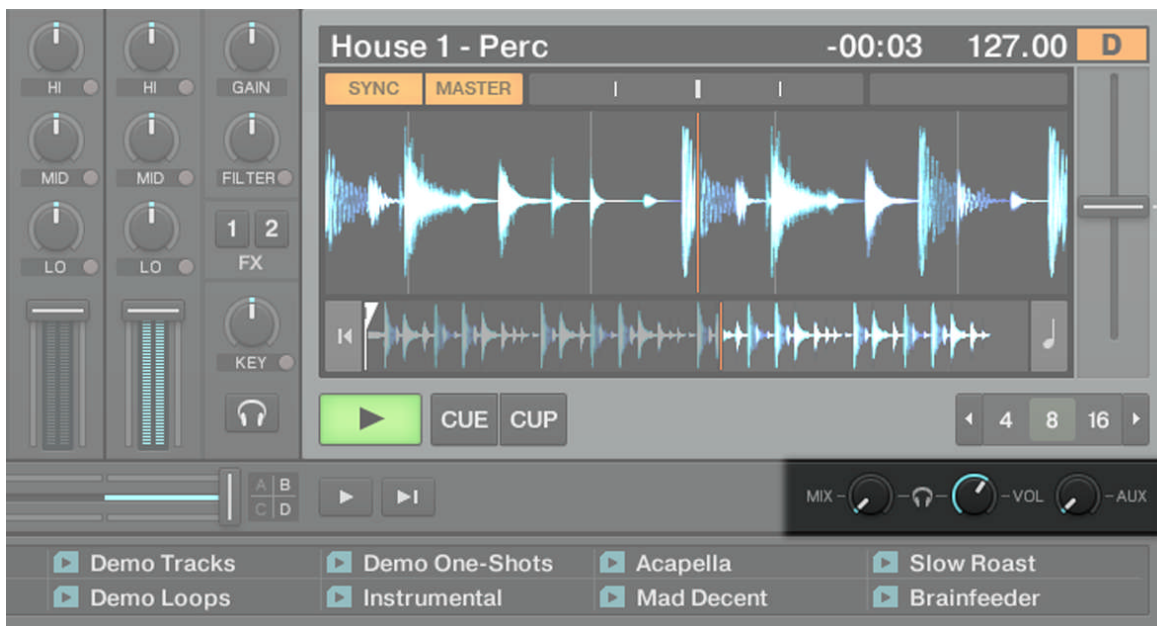 House 1 - Perc -00:03 127.00 D
HI HI GAIN
SYNC MASTER
MID MID FILTER
1 2
FX
LO LO
KEY
CUE CUP
4 8 16
A B
C D
MIX VOL AUX
Demo Tracks Demo One-Shots Acapella Slow Roast
Demo Loops Instrumental Mad Decent Brainfeeder